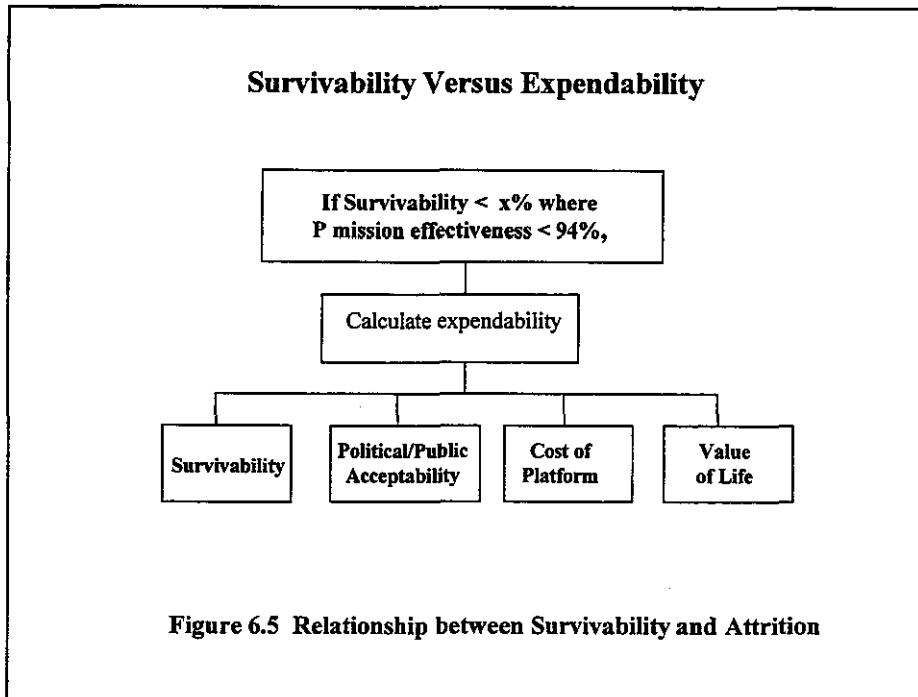 Survivability Versus Expendability
If Survivability < x% where
P mission effectiveness < 94%,
Calculate expendability
Survivability
Political/Public
Acceptability
Cost of
Platform
Value
of Life
Figure 6.5 Relationship between Survivability and Attrition